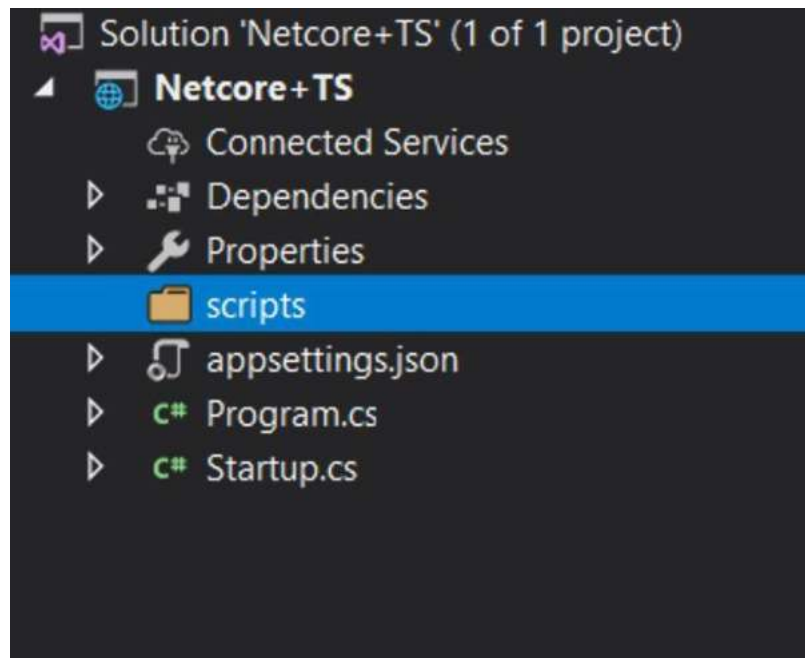 Solution 'Netcore+TS' (1 of 1 project)
Netcore+TS
Connected Services
Dependencies
Properties
scripts
appsettings.json
C# Program.cs
C# Startup.cs